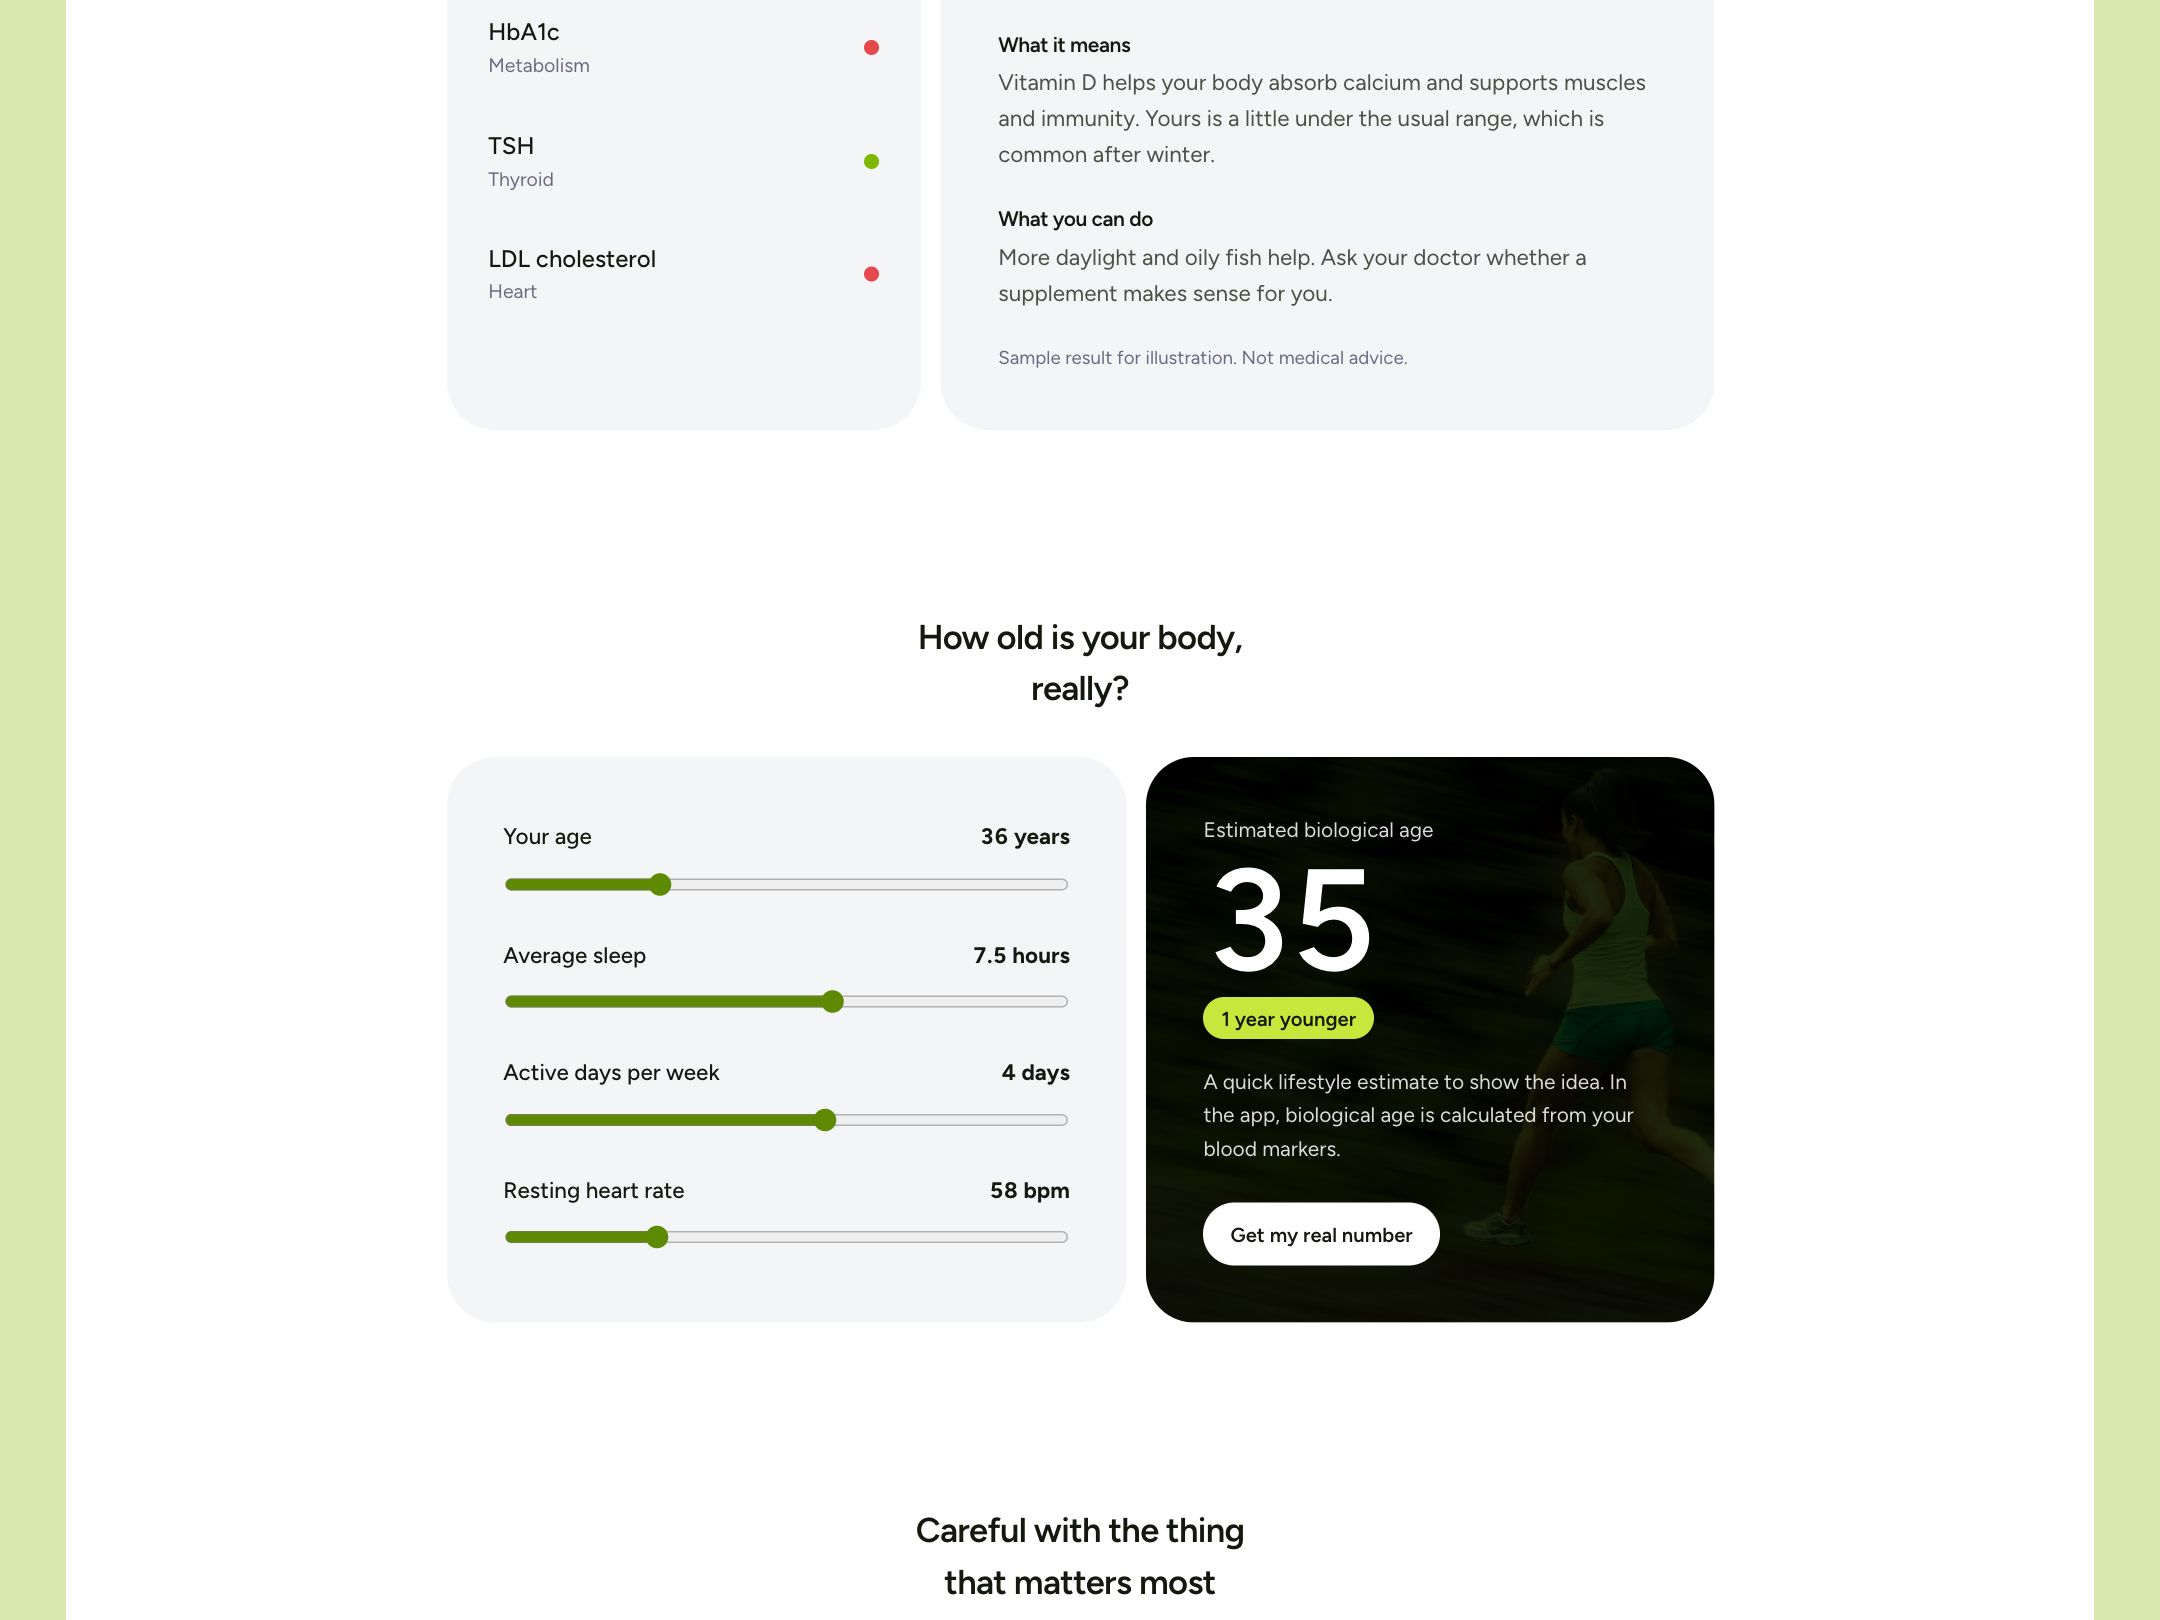 HbA1c
Metabolism
TSH
Thyroid
LDL cholesterol
Heart
What it means
Vitamin D helps your body absorb calcium and supports muscles
and immunity. Yours is a little under the usual range, which is
common after winter.
What you can do
More daylight and oily fish help. Ask your doctor whether a
supplement makes sense for you.
Sample result for illustration. Not medical advice.
How old is your body,
really?
Your age 36 years
Average sleep 7.5 hours
Active days per week 4 days
Resting heart rate 58 bpm
Estimated biological age
35
1 year younger
A quick lifestyle estimate to show the idea. In
the app, biological age is calculated from your
blood markers.
Get my real number
Careful with the thing
that matters most